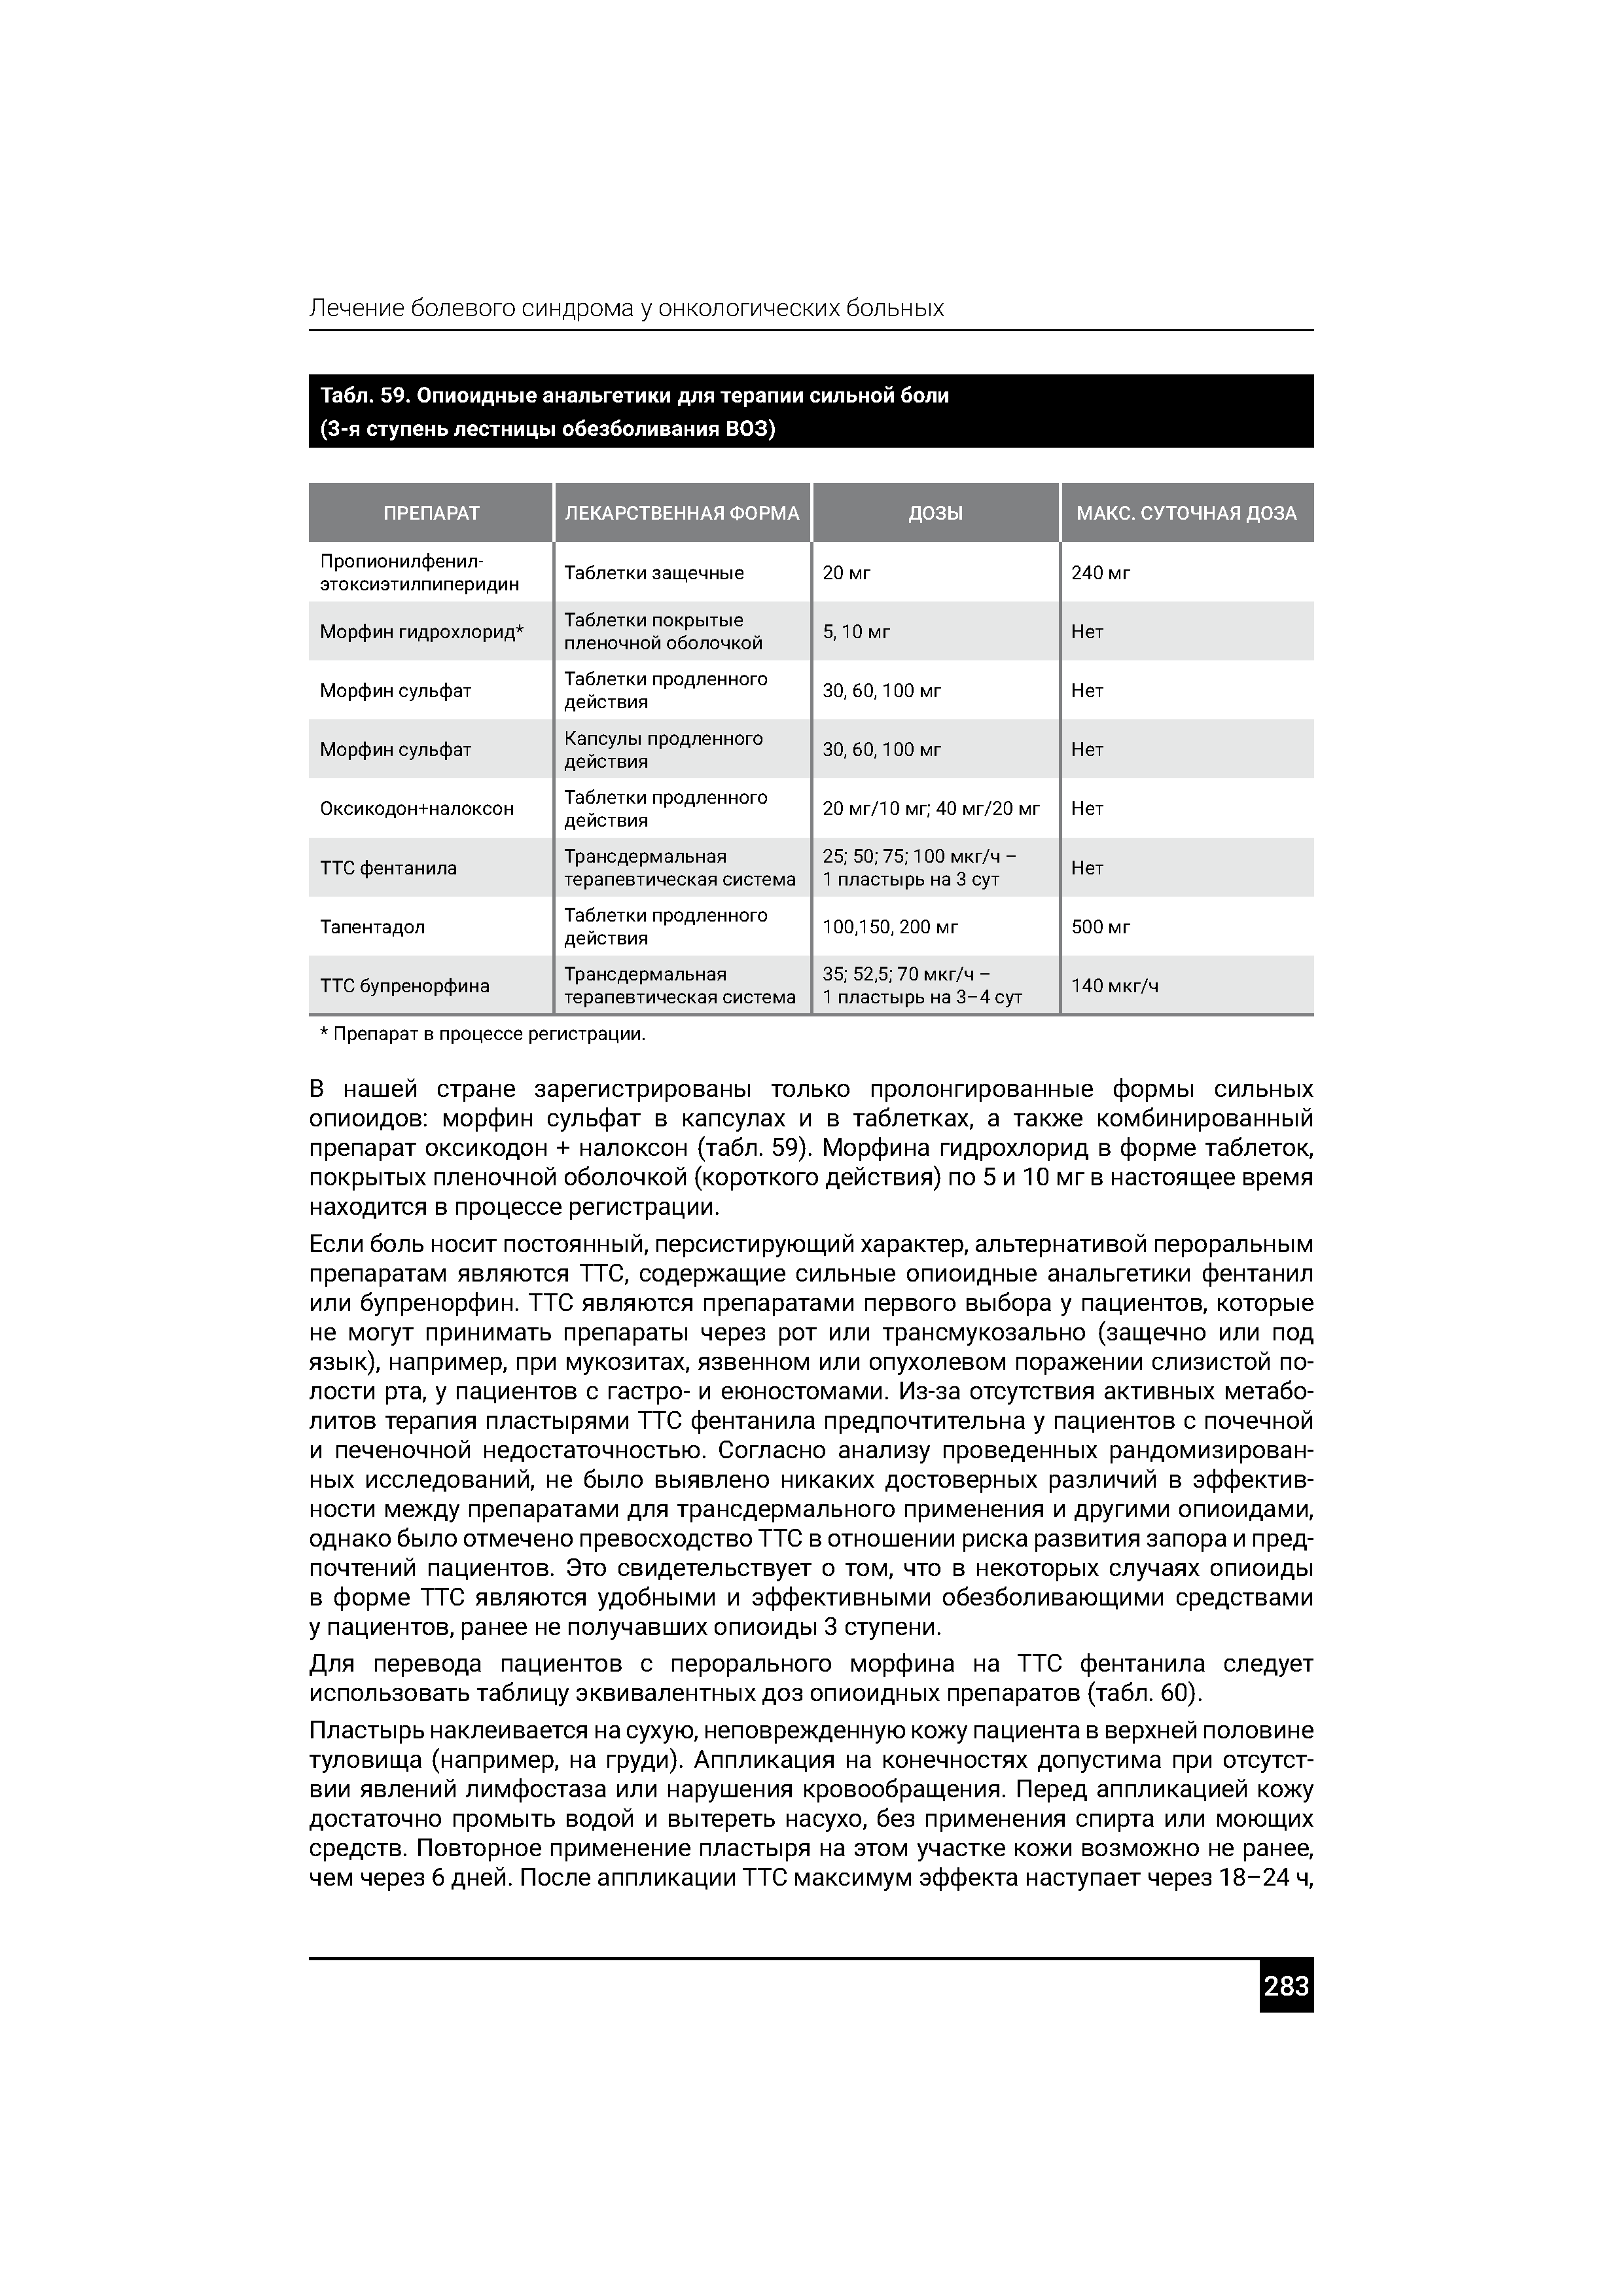 Лечение болевого синдрома у онкологических больных
Табл. 59. Опиоидные анальгетики для терапии сильной боли
(3-я ступень лестницы обезболивания ВОЗ)
ПРЕПАРАТ ЛЕКАРСТВЕННАЯ ФОРМА ДОЗЫ МАКС. СУТОЧНАЯ ДОЗА
Пропионилфенил-
этоксиэтилпиперидин Таблетки защечные 20 мг 240 мг
Морфин гидрохлорид* Таблетки покрытые
пленочной оболочкой 5, 10 мг Нет
Морфин сульфат Таблетки продленного
действия 30, 60, 100 мг Нет
Морфин сульфат Капсулы продленного
действия 30, 60, 100 мг Нет
Оксикодон+налоксон Таблетки продленного
действия 20 мг/10 мг; 40 мг/20 мг Нет
ТТС фентанила Трансдермальная
терапевтическая система 25; 50; 75; 100 мкг/ч –
1 пластырь на 3 сут Нет
Тапентадол Таблетки продленного
действия 100,150, 200 мг 500 мг
ТТС бупренорфина Трансдермальная
терапевтическая система 35; 52,5; 70 мкг/ч –
1 пластырь на 3–4 сут 140 мкг/ч
* Препарат в процессе регистрации.
В нашей стране зарегистрированы только пролонгированные формы сильных
опиоидов: морфин сульфат в капсулах и в таблетках, а также комбинированный
препарат оксикодон + налоксон (табл. 59). Морфина гидрохлорид в форме таблеток,
покрытых пленочной оболочкой (короткого действия) по 5 и 10 мг в настоящее время
находится в процессе регистрации.
Если боль носит постоянный, персистирующий характер, альтернативой пероральным
препаратам являются ТТС, содержащие сильные опиоидные анальгетики фентанил
или бупренорфин. ТТС являются препаратами первого выбора у пациентов, которые
не могут принимать препараты через рот или трансмукозально (защечно или под
язык), например, при мукозитах, язвенном или опухолевом поражении слизистой по-
лости рта, у пациентов с гастро- и еюностомами. Из-за отсутствия активных метабо-
литов терапия пластырями ТТС фентанила предпочтительна у пациентов с почечной
и печеночной недостаточностью. Согласно анализу проведенных рандомизирован-
ных исследований, не было выявлено никаких достоверных различий в эффектив-
ности между препаратами для трансдермального применения и другими опиоидами,
однако было отмечено превосходство ТТС в отношении риска развития запора и пред-
почтений пациентов. Это свидетельствует о том, что в некоторых случаях опиоиды
в форме ТТС являются удобными и эффективными обезболивающими средствами
у пациентов, ранее не получавших опиоиды 3 ступени.
Для перевода пациентов с перорального морфина на ТТС фентанила следует
использовать таблицу эквивалентных доз опиоидных препаратов (табл. 60).
Пластырь наклеивается на сухую, неповрежденную кожу пациента в верхней половине
туловища (например, на груди). Аппликация на конечностях допустима при отсутст-
вии явлений лимфостаза или нарушения кровообращения. Перед аппликацией кожу
достаточно промыть водой и вытереть насухо, без применения спирта или моющих
средств. Повторное применение пластыря на этом участке кожи возможно не ранее,
чем через 6 дней. После аппликации ТТС максимум эффекта наступает через 18–24 ч,
283